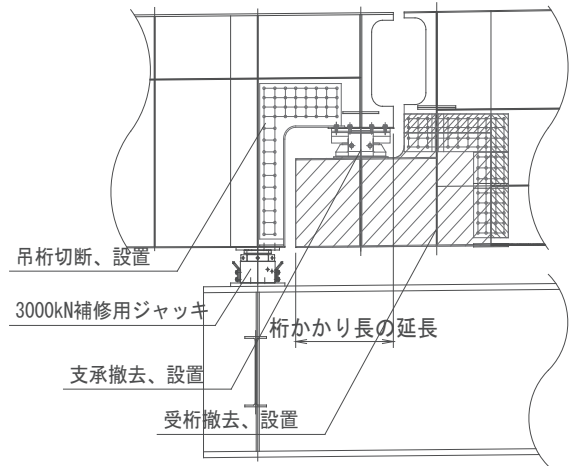 吊桁切断、設置
3000kN補修用ジャッキ
桁かかり長の延長
支承撤去、設置
受桁撤去、設置